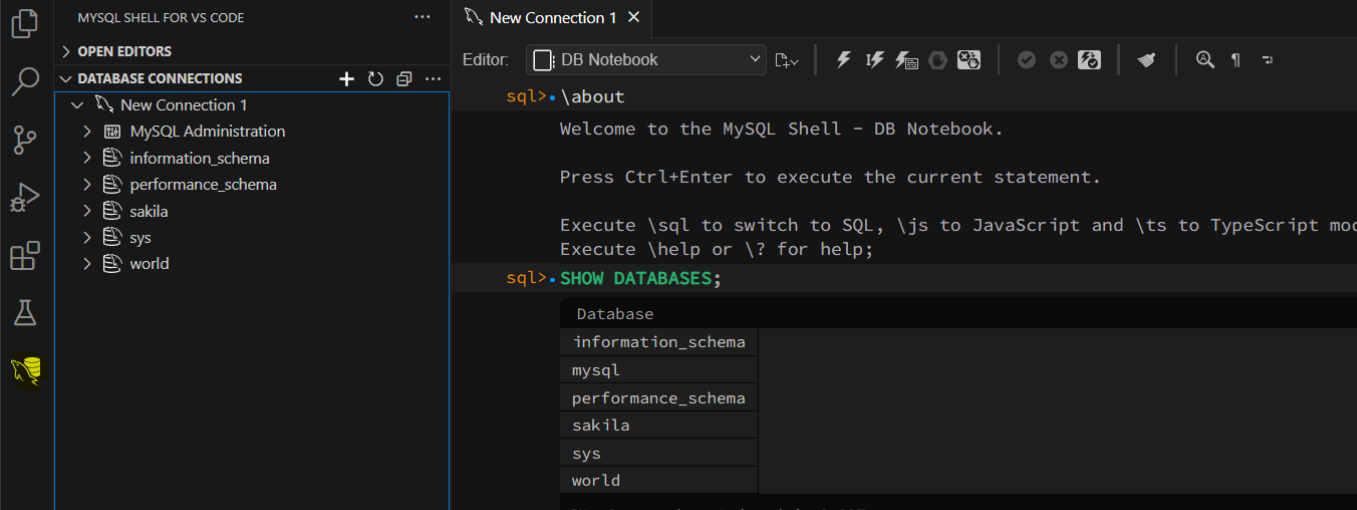 MYSQL SHELL FOR VS CODE
OPEN EDITORS
DATABASE CONNECTIONS
New Connection 1
MySQL Administration
information_schema
performance_schema
sakila
sys
world
New Connection 1
Editor: DB Notebook
sql> \about
Welcome to the MySQL Shell - DB Notebook.
Press Ctrl+Enter to execute the current statement.
Execute \sql to switch to SQL, \js to JavaScript and \ts to TypeScript mod
Execute \help or \? for help;
sql> SHOW DATABASES;
Database
information_schema
mysql
performance_schema
sakila
sys
world